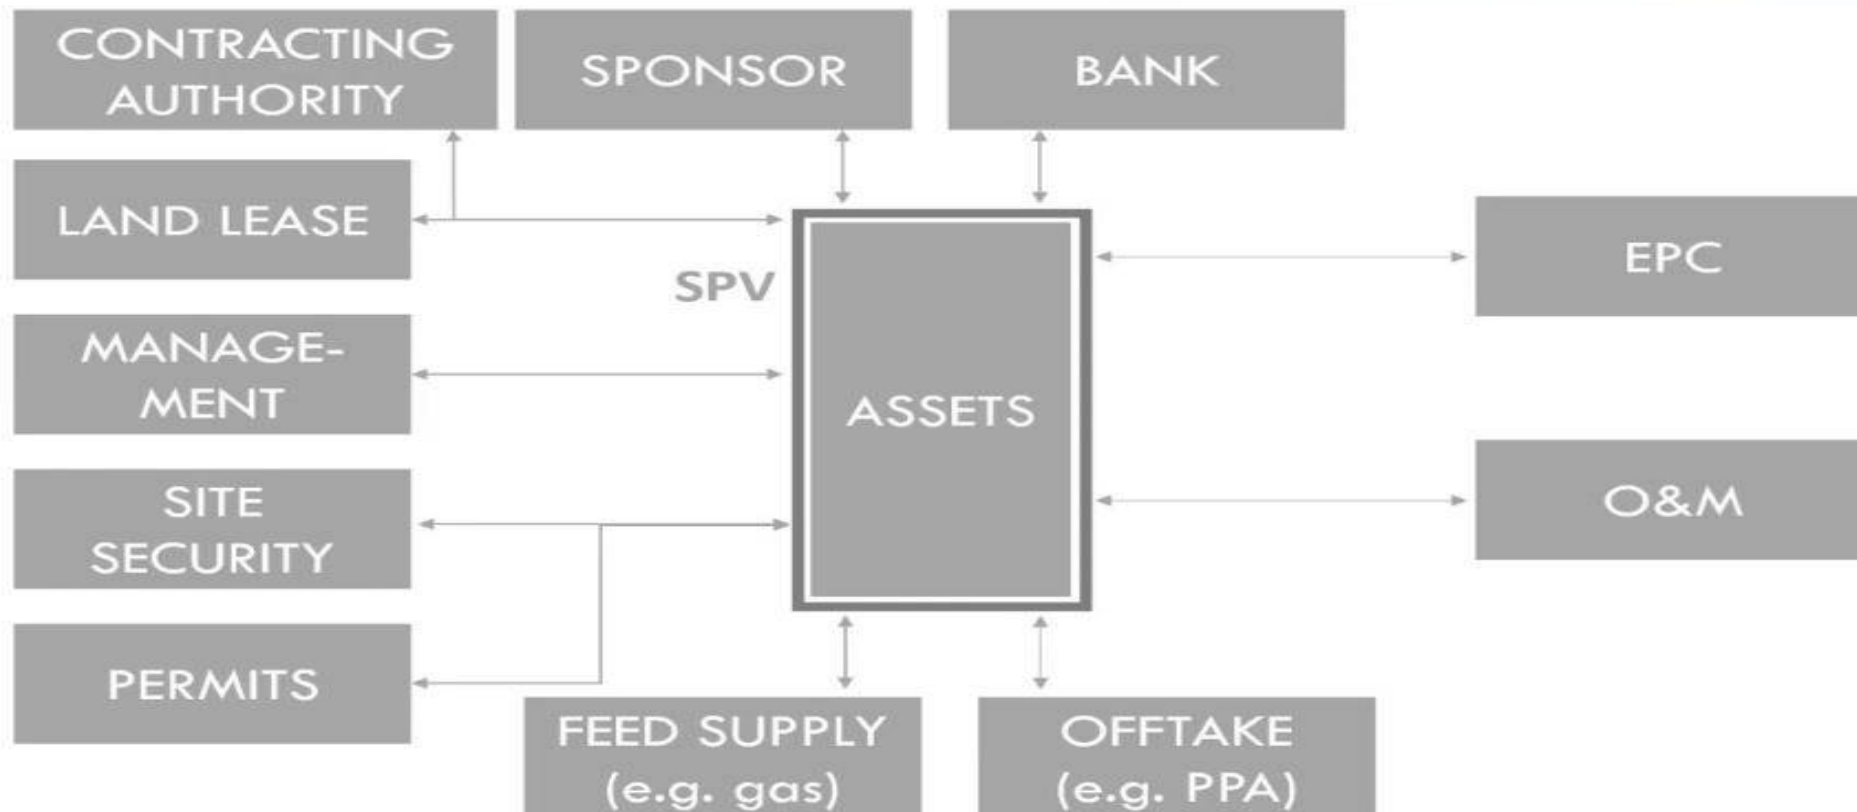 CONTRACTING
AUTHORITY
SPONSOR
BANK
LAND LEASE
SPV
EPC
MANAGE-
MENT
ASSETS
SITE
SECURITY
O&M
PERMITS
FEED SUPPLY
(e.g. gas)
OFFTAKE
(e.g. PPA)